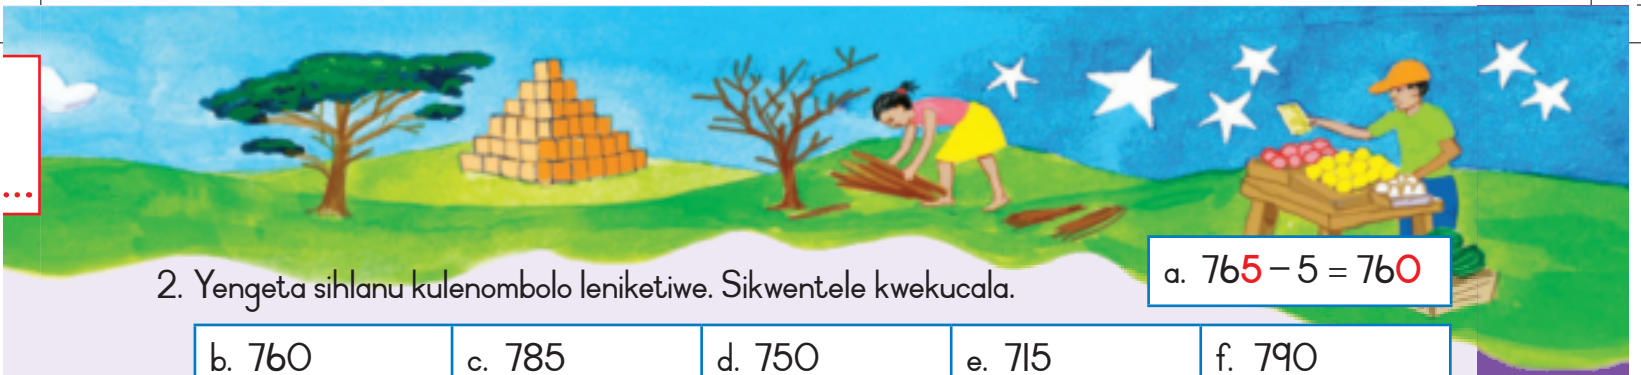 ...
2. Yengeta sihlanu kulenombolo leniketiwe. Sikwentele kwekucala.
a. 765 – 5 = 760
b. 760
c. 785
d. 750
e. 715
f. 790